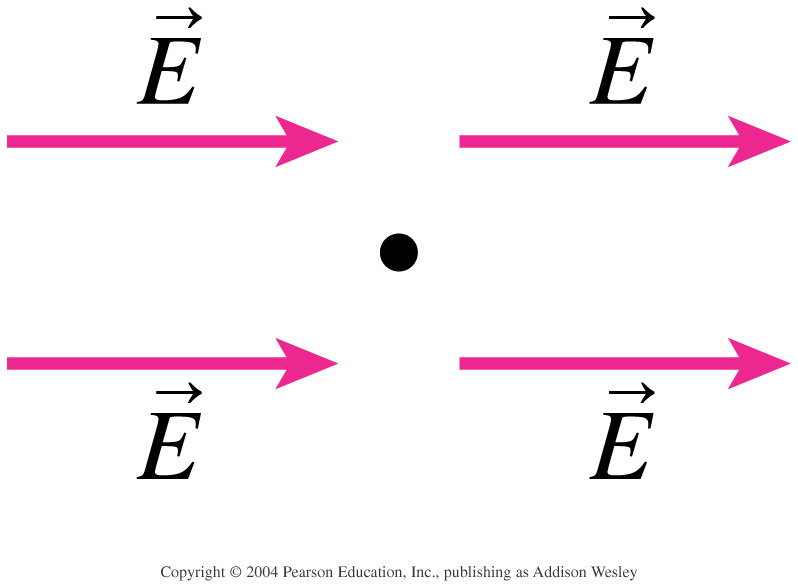 E⃗ E⃗
E⃗ E⃗
Copyright © 2004 Pearson Education, Inc., publishing as Addison Wesley